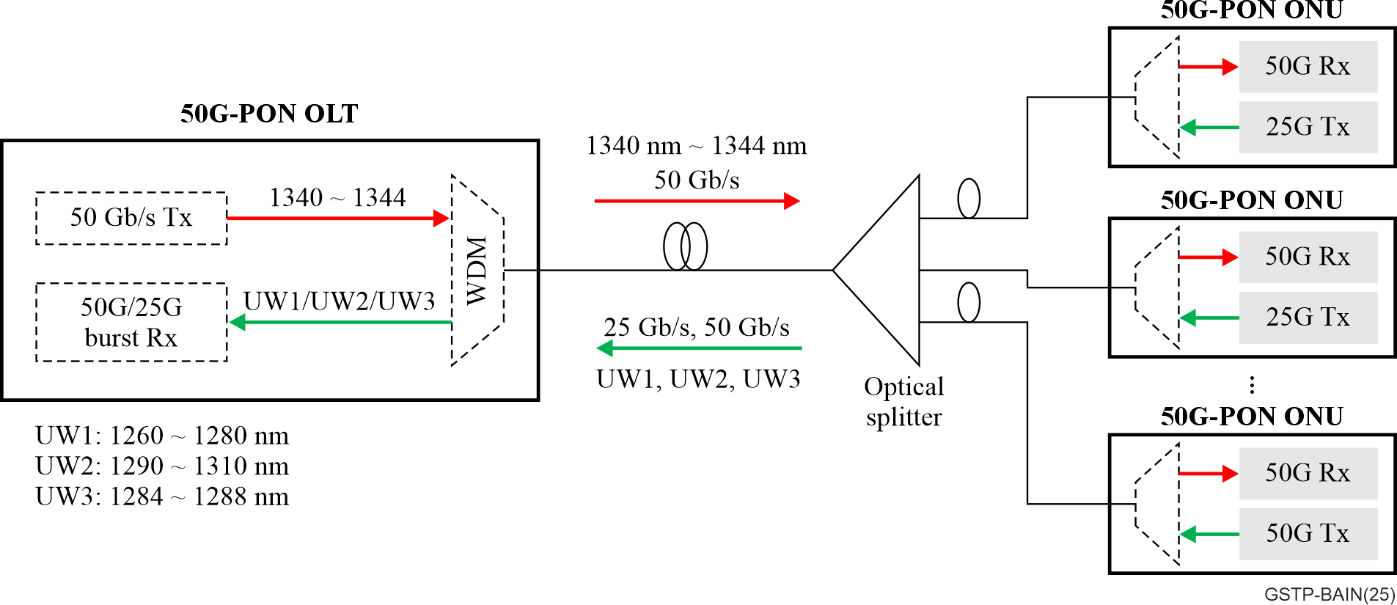 50G-PON OLT
50 Gb/s Tx
1340 ~ 1344
50G/25G
burst Rx
UW1/UW2/UW3
WDM
UW1: 1260 ~ 1280 nm
UW2: 1290 ~ 1310 nm
UW3: 1284 ~ 1288 nm
1340 nm ~ 1344 nm
50 Gb/s
25 Gb/s, 50 Gb/s
UW1, UW2, UW3
Optical
splitter
50G-PON ONU
50G Rx
25G Tx
50G-PON ONU
50G Rx
25G Tx
⋮
50G-PON ONU
50G Rx
50G Tx
GSTP-BAIN(25)